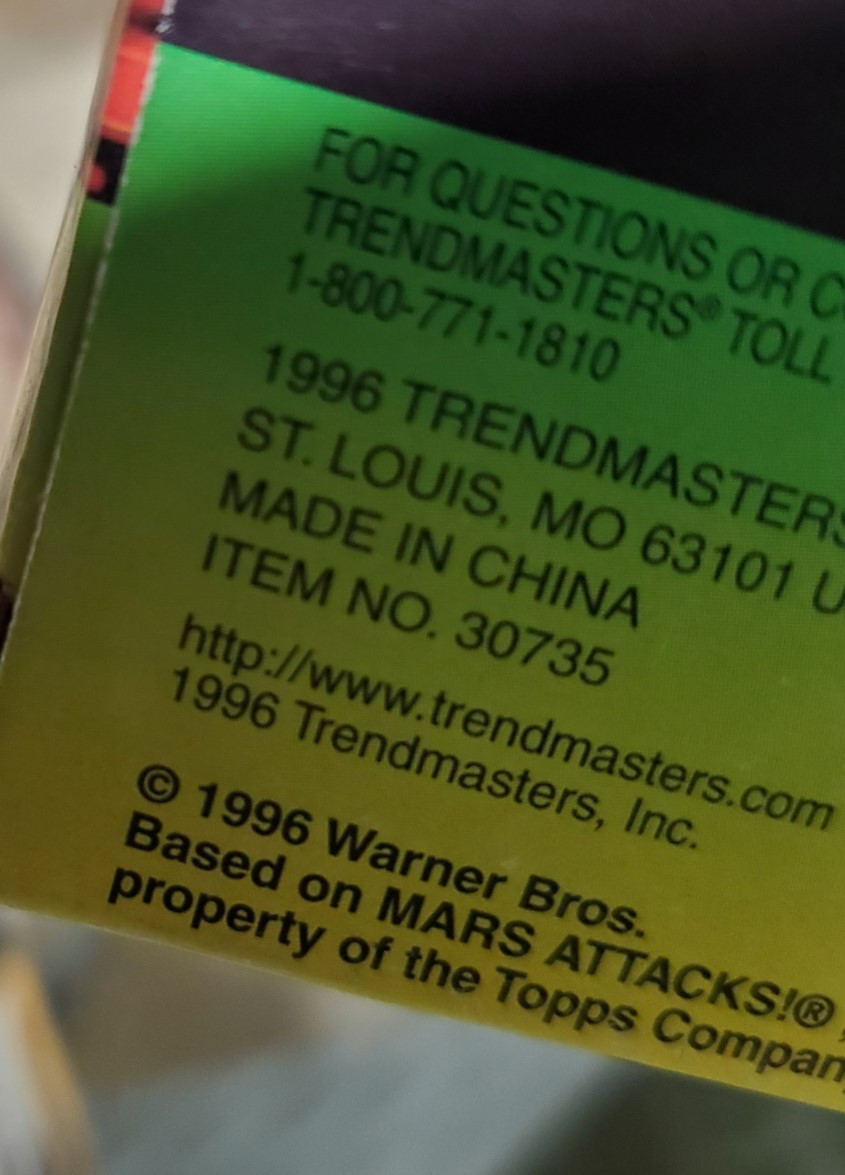 FOR QUESTIONS OR
TRENDMASTERS® TOLL
1-800-771-1810
1996 TRENDMASTERS
ST. LOUIS, MO 63101
MADE IN CHINA
ITEM NO. 30735
http://www.trendmasters.com
1996 Trendmasters, Inc.
© 1996 Warner Bros.
Based on MARS ATTACKS!®,
property of the Topps